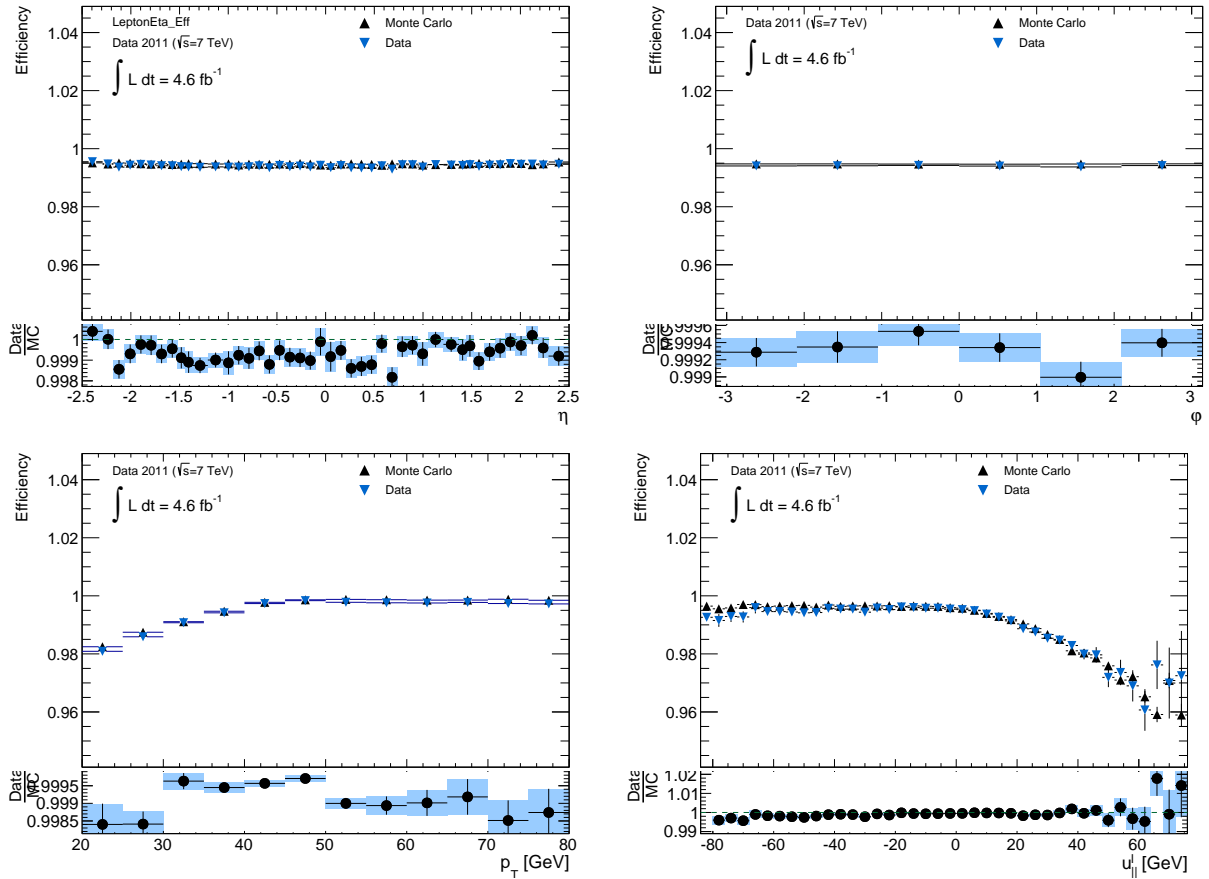 LeptonEta_Eff
Data 2011 (√s=7 TeV)
∫ L dt = 4.6 fb⁻¹
▲ Monte Carlo
▼ Data
Efficiency
1.04
1.02
1
0.98
0.96
Data
MC
1
0.999
0.998
-2.5 -2 -1.5 -1 -0.5 0 0.5 1 1.5 2 2.5
η
Data 2011 (√s=7 TeV)
∫ L dt = 4.6 fb⁻¹
▲ Monte Carlo
▼ Data
Efficiency
1.04
1.02
1
0.98
0.96
Data
MC
0.9996
0.9994
0.9992
0.999
-3 -2 -1 0 1 2 3
φ
Data 2011 (√s=7 TeV)
∫ L dt = 4.6 fb⁻¹
▲ Monte Carlo
▼ Data
Efficiency
1.04
1.02
1
0.98
0.96
Data
MC
0.9995
0.999
0.9985
20 30 40 50 60 70 80
p_T [GeV]
Data 2011 (√s=7 TeV)
∫ L dt = 4.6 fb⁻¹
▲ Monte Carlo
▼ Data
Efficiency
1.04
1.02
1
0.98
0.96
Data
MC
1.02
1.01
1
0.99
-80 -60 -40 -20 0 20 40 60
u_||^l [GeV]